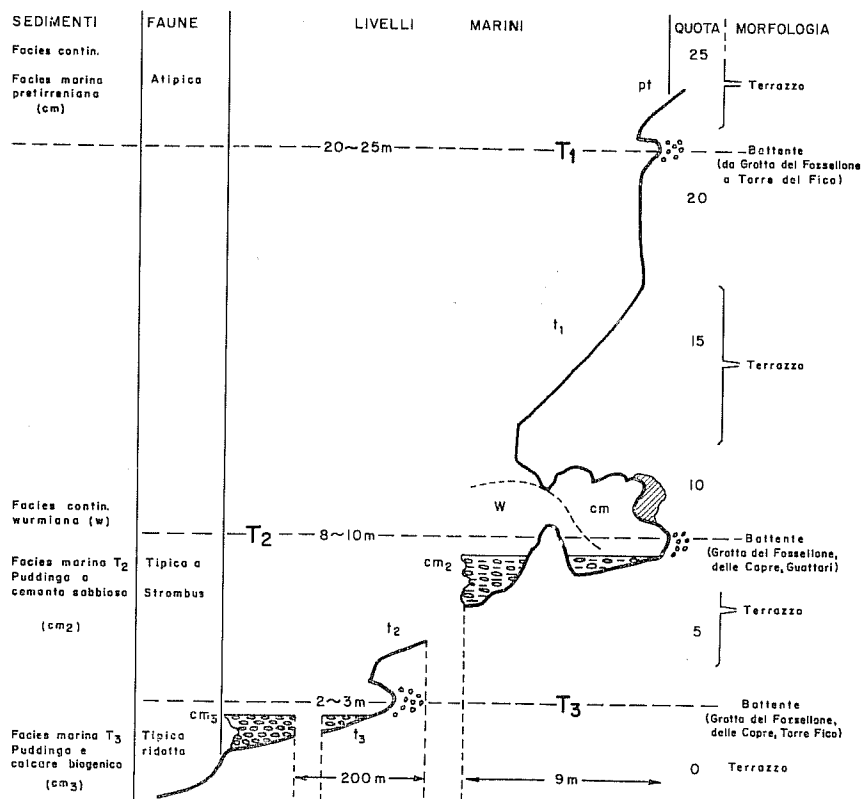 SEDIMENTI FAUNE LIVELLI MARINI QUOTA MORFOLOGIA
Facies contin.
25
Facies marina
pretirreniana
(cm)
Atipica
pt
Terrazzo
20~25m
T1
Battente
(da Grotta del Fossellone
a Torre del Fico)
20
t1
15
Terrazzo
10
W
cm
Facies contin.
wurmiana (w)
T2
8~10m
Battente
(Grotta del Fossellone,
delle Capre, Guattari)
Facies marina T2
Puddinga a
cemento sabbioso
(cm2)
Tipica a
Strombus
cm2
Terrazzo
5
t2
2~3m
T3
Battente
(Grotta del Fossellone,
delle Capre, Torre Fico)
cm3
t3
Facies marina T3
Puddinga e
calcare biogenico
(cm3)
Tipica
ridotta
200m
9m
0
Terrazzo